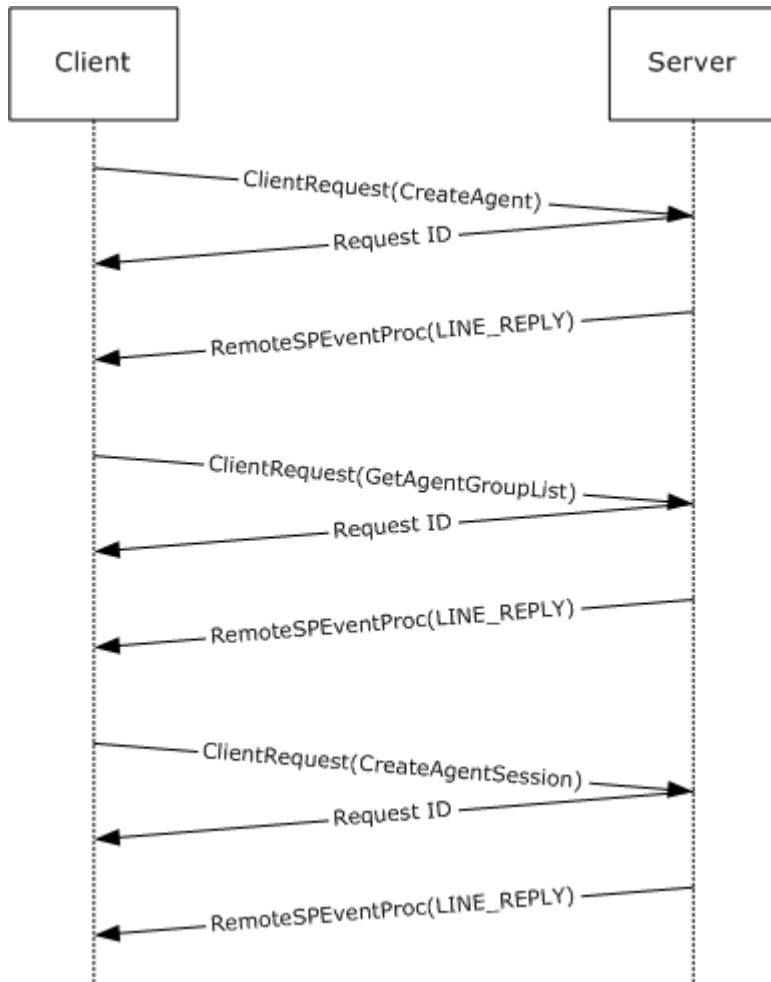 Client
Server
ClientRequest(CreateAgent)
Request ID
RemoteSPEventProc(LINE_REPLY)
ClientRequest(GetAgentGroupList)
Request ID
RemoteSPEventProc(LINE_REPLY)
ClientRequest(CreateAgentSession)
Request ID
RemoteSPEventProc(LINE_REPLY)